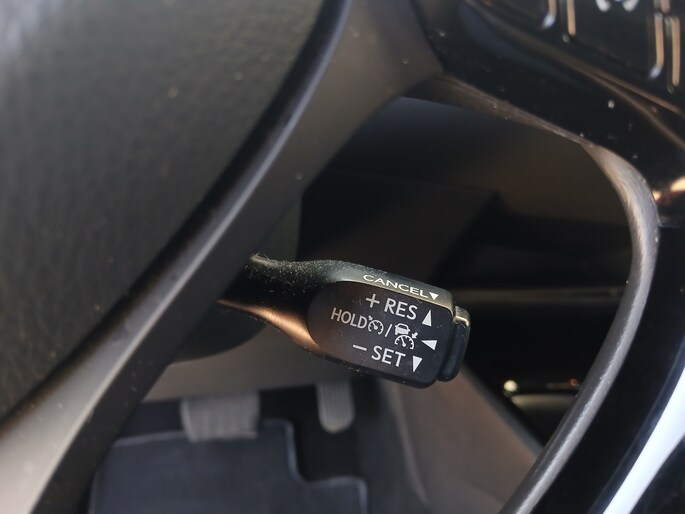 CANCEL▼
+ RES ▲
HOLD / ◀
− SET ▼